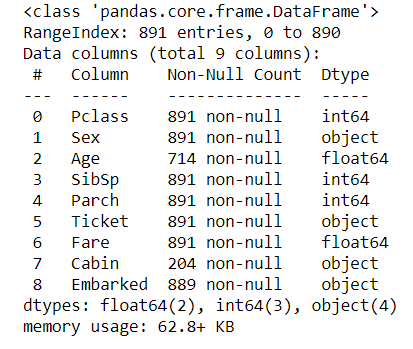 <class 'pandas.core.frame.DataFrame'>
RangeIndex: 891 entries, 0 to 890
Data columns (total 9 columns):
 #   Column    Non-Null Count  Dtype
---  ------    --------------  -----
 0   Pclass    891 non-null    int64
 1   Sex       891 non-null    object
 2   Age       714 non-null    float64
 3   SibSp     891 non-null    int64
 4   Parch     891 non-null    int64
 5   Ticket    891 non-null    object
 6   Fare      891 non-null    float64
 7   Cabin     204 non-null    object
 8   Embarked  889 non-null    object
dtypes: float64(2), int64(3), object(4)
memory usage: 62.8+ KB